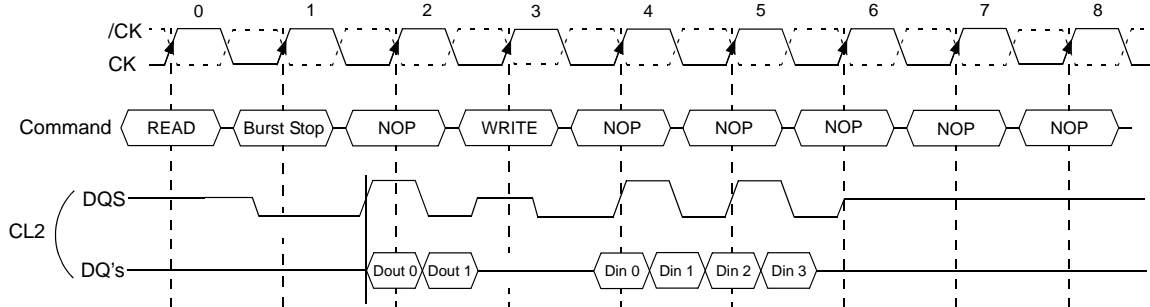 0 1 2 3 4 5 6 7 8
/CK
CK
Command READ Burst Stop NOP WRITE NOP NOP NOP NOP NOP
DQS
CL2
DQ's Dout 0 Dout 1 Din 0 Din 1 Din 2 Din 3